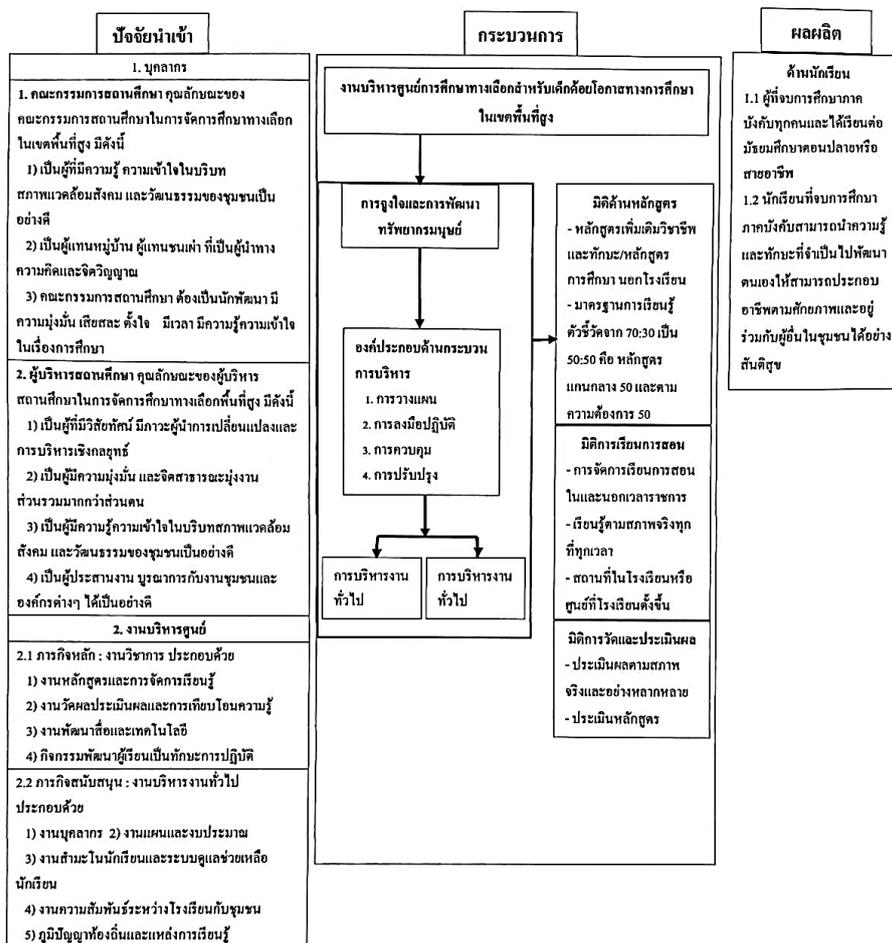 ปัจจัยนำเข้า
1. บุคลากร
1. คณะกรรมการสถานศึกษา คุณลักษณะของ
คณะกรรมการสถานศึกษาในการจัดการศึกษาทางเลือก
ในเขตพื้นที่สูง มีดังนี้
1) เป็นผู้ที่มีความรู้ ความเข้าใจในบริบท
สภาพแวดล้อมสังคม และวัฒนธรรมของชุมชนเป็น
อย่างดี
2) เป็นผู้แทนหมู่บ้าน ผู้แทนชนเผ่า ที่เป็นผู้นำทาง
ความคิดและจิตวิญญาณ
3) คณะกรรมการสถานศึกษา ต้องเป็นนักพัฒนา มี
ความมุ่งมั่น เสียสละ ตั้งใจ มีเวลา มีความรู้ความเข้าใจ
ในเรื่องการศึกษา
2. ผู้บริหารสถานศึกษา คุณลักษณะของผู้บริหาร
สถานศึกษาในการจัดการศึกษาทางเลือกพื้นที่สูง มีดังนี้
1) เป็นผู้ที่มีวิสัยทัศน์ มีภาวะผู้นำการเปลี่ยนแปลงและ
การบริหารเชิงกลยุทธ์
2) เป็นผู้มีความมุ่งมั่น และจิตสาธารณะมุ่งงาน
ส่วนรวมมากกว่าส่วนตน
3) เป็นผู้มีความรู้ความเข้าใจในบริบทสภาพแวดล้อม
สังคม และวัฒนธรรมของชุมชนเป็นอย่างดี
4) เป็นผู้ประสานงาน บูรณาการกับงานชุมชนและ
องค์กรต่างๆ ได้เป็นอย่างดี
2. งานบริหารศูนย์
2.1 ภารกิจหลัก : งานวิชาการ ประกอบด้วย
1) งานหลักสูตรและการจัดการเรียนรู้
2) งานวัดผลประเมินผลและการเทียบโอนความรู้
3) งานพัฒนาสื่อและเทคโนโลยี
4) กิจกรรมพัฒนาผู้เรียนเป็นทักษะการปฏิบัติ
2.2 ภารกิจสนับสนุน : งานบริหารงานทั่วไป
ประกอบด้วย
1) งานบุคลากร 2) งานแผนและงบประมาณ
3) งานสำมะโนนักเรียนและระบบดูแลช่วยเหลือ
นักเรียน
4) งานความสัมพันธ์ระหว่างโรงเรียนกับชุมชน
5) ภูมิปัญญาท้องถิ่นและแหล่งการเรียนรู้
กระบวนการ
งานบริหารศูนย์การศึกษาทางเลือกสำหรับเด็กด้อยโอกาสทางการศึกษา
ในเขตพื้นที่สูง
การจูงใจและการพัฒนา
ทรัพยากรมนุษย์
องค์ประกอบด้านกระบวน
การบริหาร
1. การวางแผน
2. การลงมือปฏิบัติ
3. การควบคุม
4. การปรับปรุง
การบริหารงาน
ทั่วไป
การบริหารงาน
ทั่วไป
มิติด้านหลักสูตร
- หลักสูตรเพิ่มเติมวิชาชีพ
และทักษะ/หลักสูตร
การศึกษา นอกโรงเรียน
- มาตรฐานการเรียนรู้
ตัวชี้วัดจาก 70:30 เป็น
50:50 คือ หลักสูตร
แกนกลาง 50 และตาม
ความต้องการ 50
มิติการเรียนการสอน
- การจัดการเรียนการสอน
ในและนอกเวลาราชการ
- เรียนรู้ตามสภาพจริงทุก
ที่ทุกเวลา
- สถานที่ในโรงเรียนหรือ
ศูนย์ที่โรงเรียนตั้งขึ้น
มิติการวัดและประเมินผล
- ประเมินผลตามสภาพ
จริงและอย่างหลากหลาย
- ประเมินหลักสูตร
ผลผลิต
ด้านนักเรียน
1.1 ผู้ที่จบการศึกษาภาค
บังคับทุกคนและได้เรียนต่อ
มัธยมศึกษาตอนปลายหรือ
สายอาชีพ
1.2 นักเรียนที่จบการศึกษา
ภาคบังคับสามารถนำความรู้
และทักษะที่จำเป็นไปพัฒนา
ตนเองให้สามารถประกอบ
อาชีพตามศักยภาพและอยู่
ร่วมกับผู้อื่นในชุมชนได้อย่าง
สันติสุข